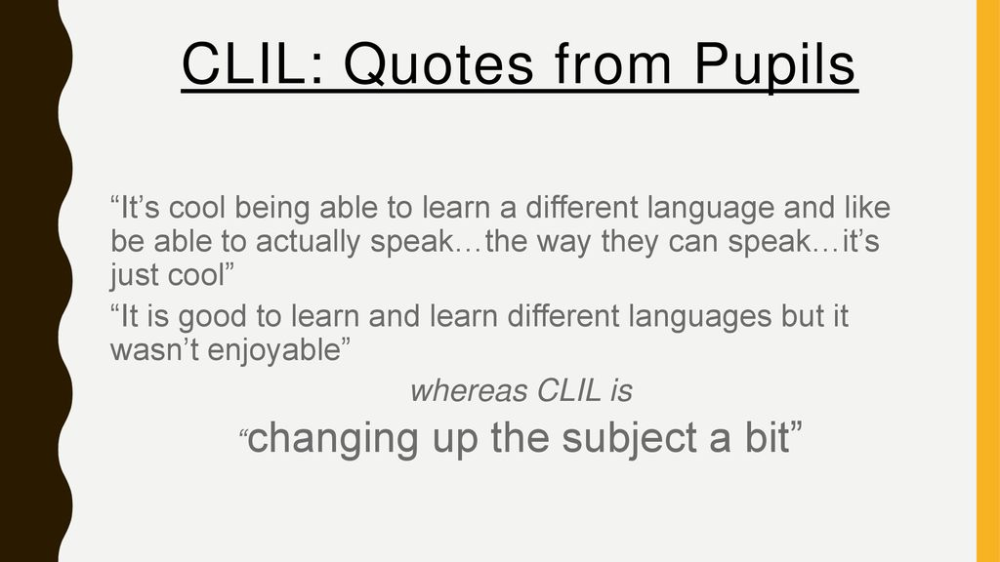 CLIL: Quotes from Pupils
“It’s cool being able to learn a different language and like
be able to actually speak…the way they can speak…it’s
just cool”
“It is good to learn and learn different languages but it
wasn’t enjoyable”
whereas CLIL is
“changing up the subject a bit”